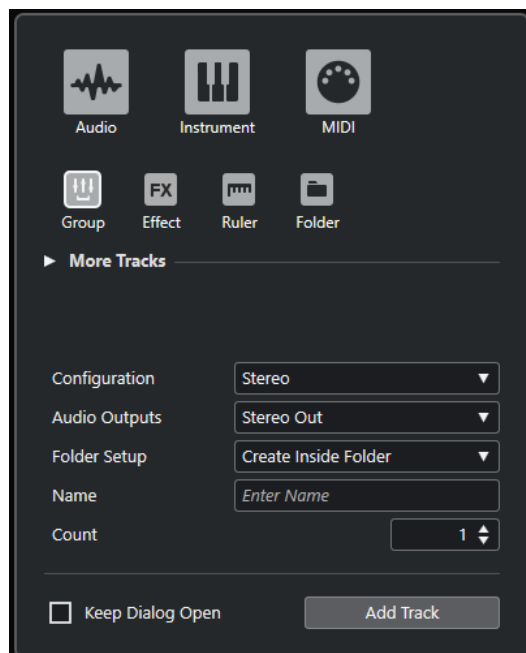 Audio Instrument MIDI
FX
Group Effect Ruler Folder
More Tracks
Configuration Stereo
Audio Outputs Stereo Out
Folder Setup Create Inside Folder
Name Enter Name
Count 1
Keep Dialog Open Add Track